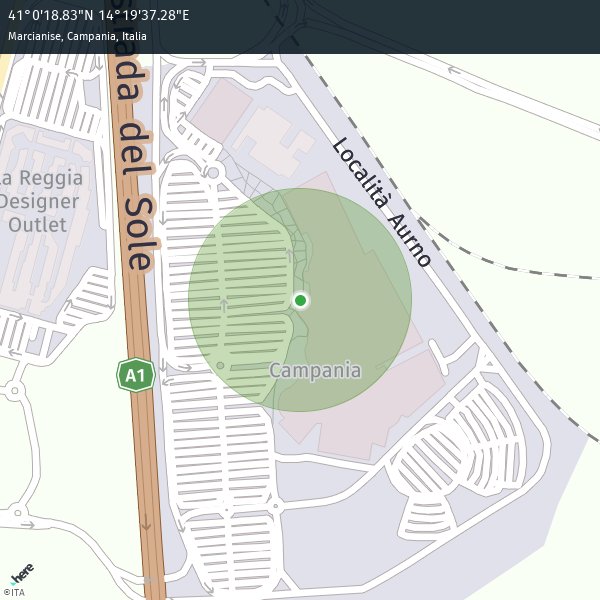 41°0'18.83"N 14°19'37.28"E
Marcianise, Campania, Italia
Strada del Sole
Località Aurno
La Reggia
Designer
Outlet
A1
Campania
here
©ITA